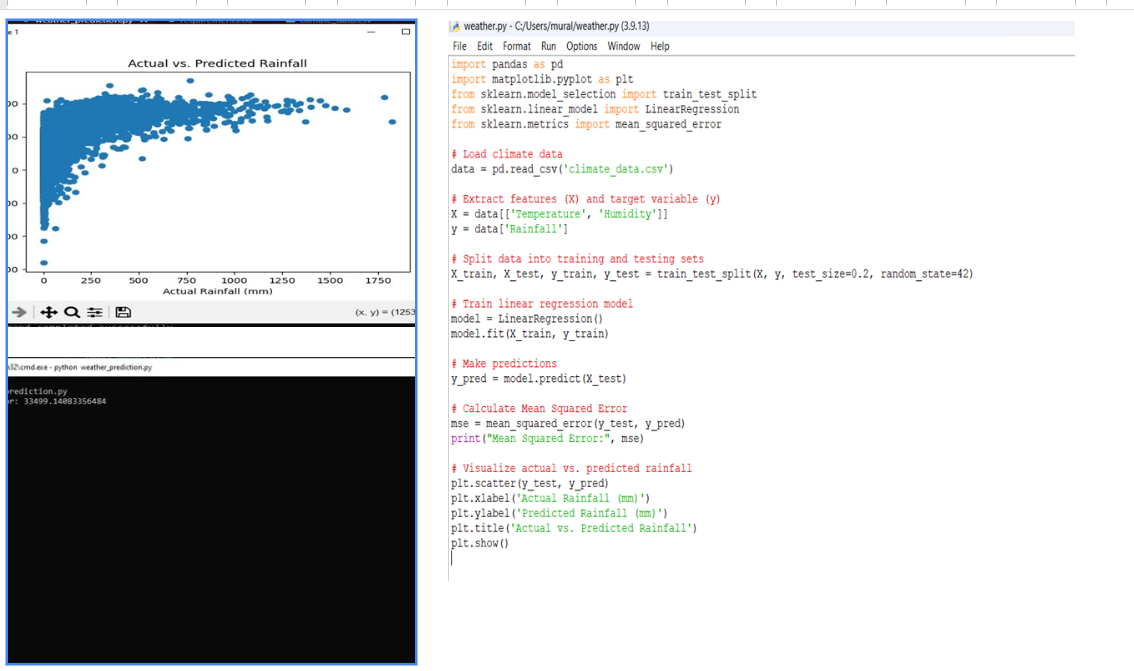 Actual vs. Predicted Rainfall
0
0 250 500 750 1000 1250 1500 1750
Actual Rainfall (mm)
(x, y) = (1253
32\cmd.exe - python weather_prediction.py
rediction.py
r: 33499.14083356484
weather.py - C:/Users/mural/weather.py (3.9.13)
File Edit Format Run Options Window Help
import pandas as pd
import matplotlib.pyplot as plt
from sklearn.model_selection import train_test_split
from sklearn.linear_model import LinearRegression
from sklearn.metrics import mean_squared_error
# Load climate data
data = pd.read_csv('climate_data.csv')
# Extract features (X) and target variable (y)
X = data[['Temperature', 'Humidity']]
y = data['Rainfall']
# Split data into training and testing sets
X_train, X_test, y_train, y_test = train_test_split(X, y, test_size=0.2, random_state=42)
# Train linear regression model
model = LinearRegression()
model.fit(X_train, y_train)
# Make predictions
y_pred = model.predict(X_test)
# Calculate Mean Squared Error
mse = mean_squared_error(y_test, y_pred)
print("Mean Squared Error:", mse)
# Visualize actual vs. predicted rainfall
plt.scatter(y_test, y_pred)
plt.xlabel('Actual Rainfall (mm)')
plt.ylabel('Predicted Rainfall (mm)')
plt.title('Actual vs. Predicted Rainfall')
plt.show()